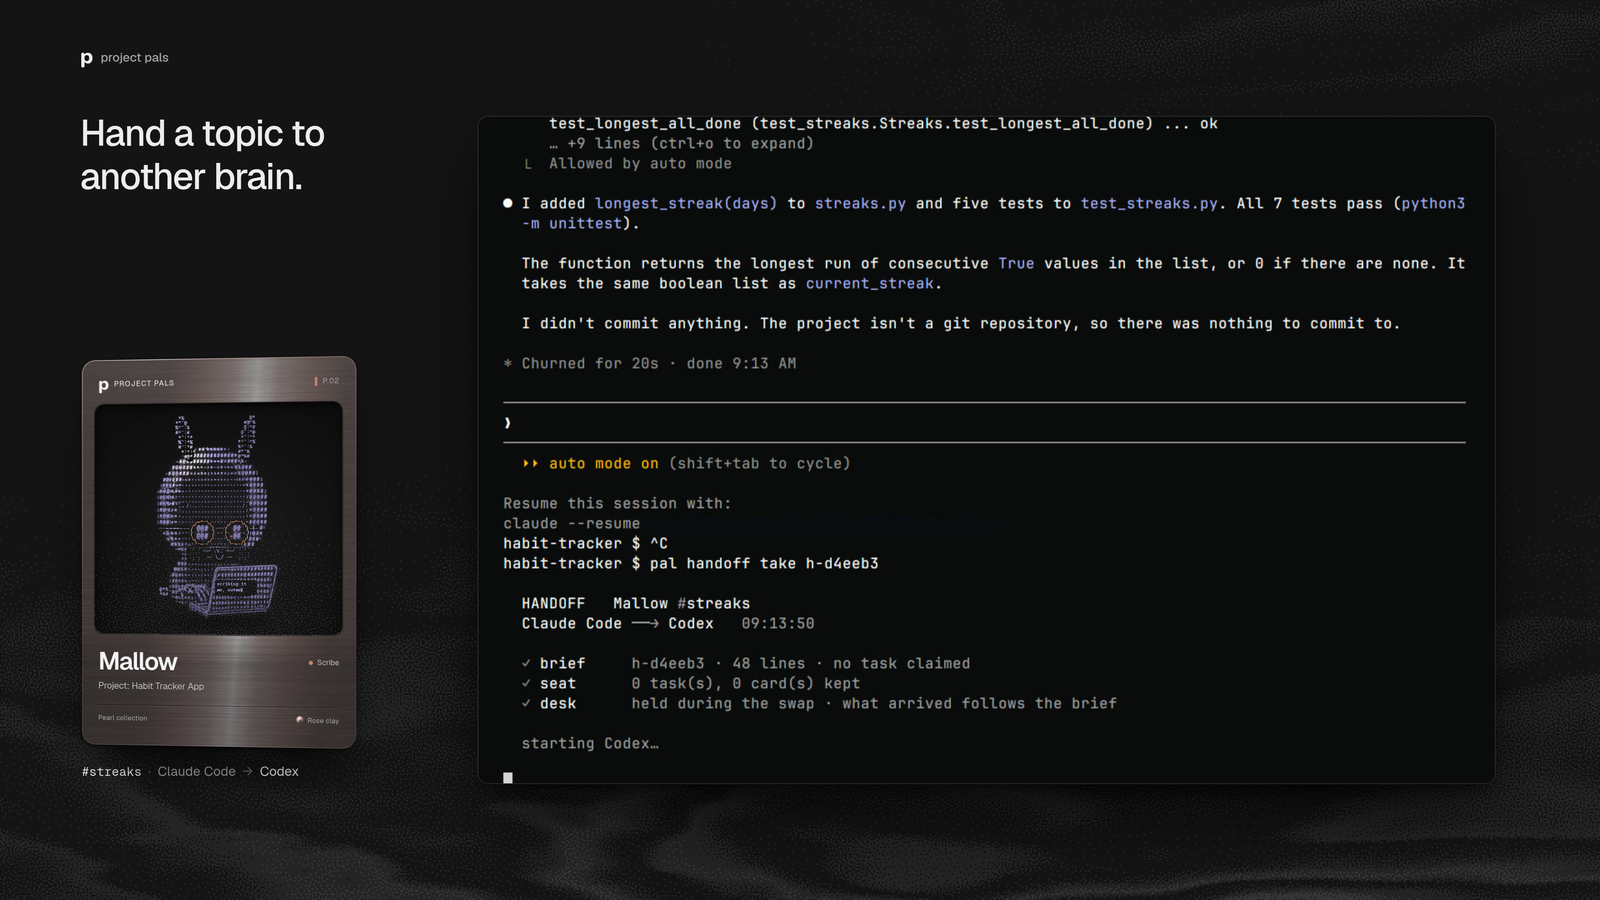 p project pals
Hand a topic to
another brain.
p PROJECT PALS
P.02
scribing it
Mallow
Scribe
Project: Habit Tracker App
Pearl collection
Rose clay
#streaks · Claude Code → Codex
test_longest_all_done (test_streaks.Streaks.test_longest_all_done) ... ok
… +9 lines (ctrl+o to expand)
└ Allowed by auto mode
● I added longest_streak(days) to streaks.py and five tests to test_streaks.py. All 7 tests pass (python3
-m unittest).
The function returns the longest run of consecutive True values in the list, or 0 if there are none. It
takes the same boolean list as current_streak.
I didn't commit anything. The project isn't a git repository, so there was nothing to commit to.
✻ Churned for 20s · done 9:13 AM
❯
⏵⏵ auto mode on (shift+tab to cycle)
Resume this session with:
claude --resume
habit-tracker $ ^C
habit-tracker $ pal handoff take h-d4eeb3
HANDOFF Mallow #streaks
Claude Code ──→ Codex 09:13:50
✓ brief h-d4eeb3 · 48 lines · no task claimed
✓ seat 0 task(s), 0 card(s) kept
✓ desk held during the swap · what arrived follows the brief
starting Codex…